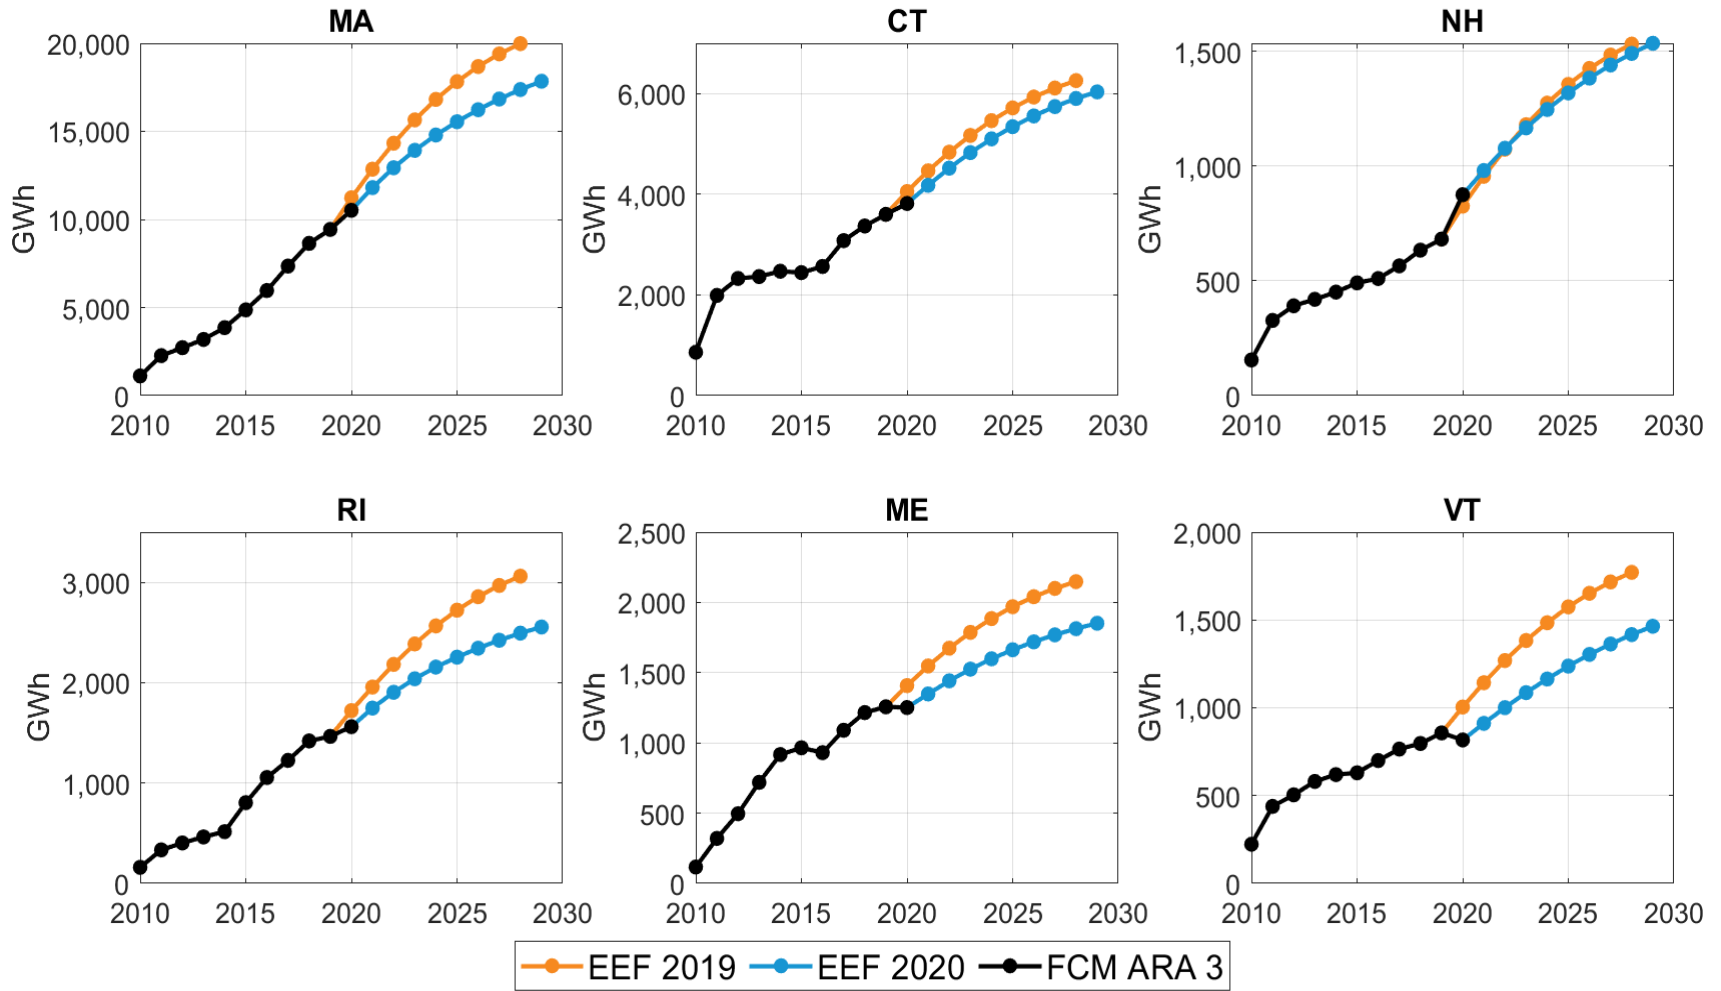 MA
CT
NH
20,000
15,000
10,000
5,000
0
GWh
2010 2015 2020 2025 2030
6,000
4,000
2,000
0
GWh
2010 2015 2020 2025 2030
1,500
1,000
500
0
GWh
2010 2015 2020 2025 2030
RI
ME
VT
3,000
2,000
1,000
0
GWh
2010 2015 2020 2025 2030
2,500
2,000
1,500
1,000
500
0
GWh
2010 2015 2020 2025 2030
2,000
1,500
1,000
500
0
GWh
2010 2015 2020 2025 2030
EEF 2019 EEF 2020 FCM ARA 3